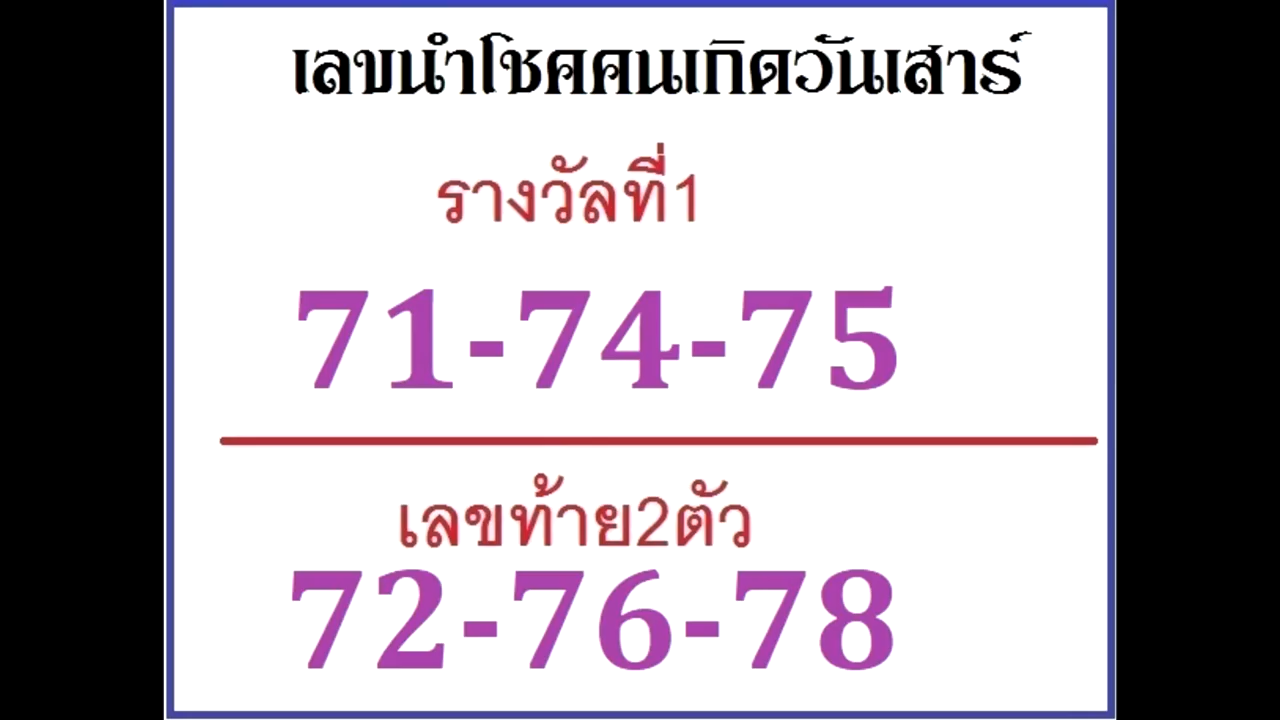 เลขนำโชคคนเกิดวันเสาร์
รางวัลที่1
71-74-75
เลขท้าย2ตัว
72-76-78